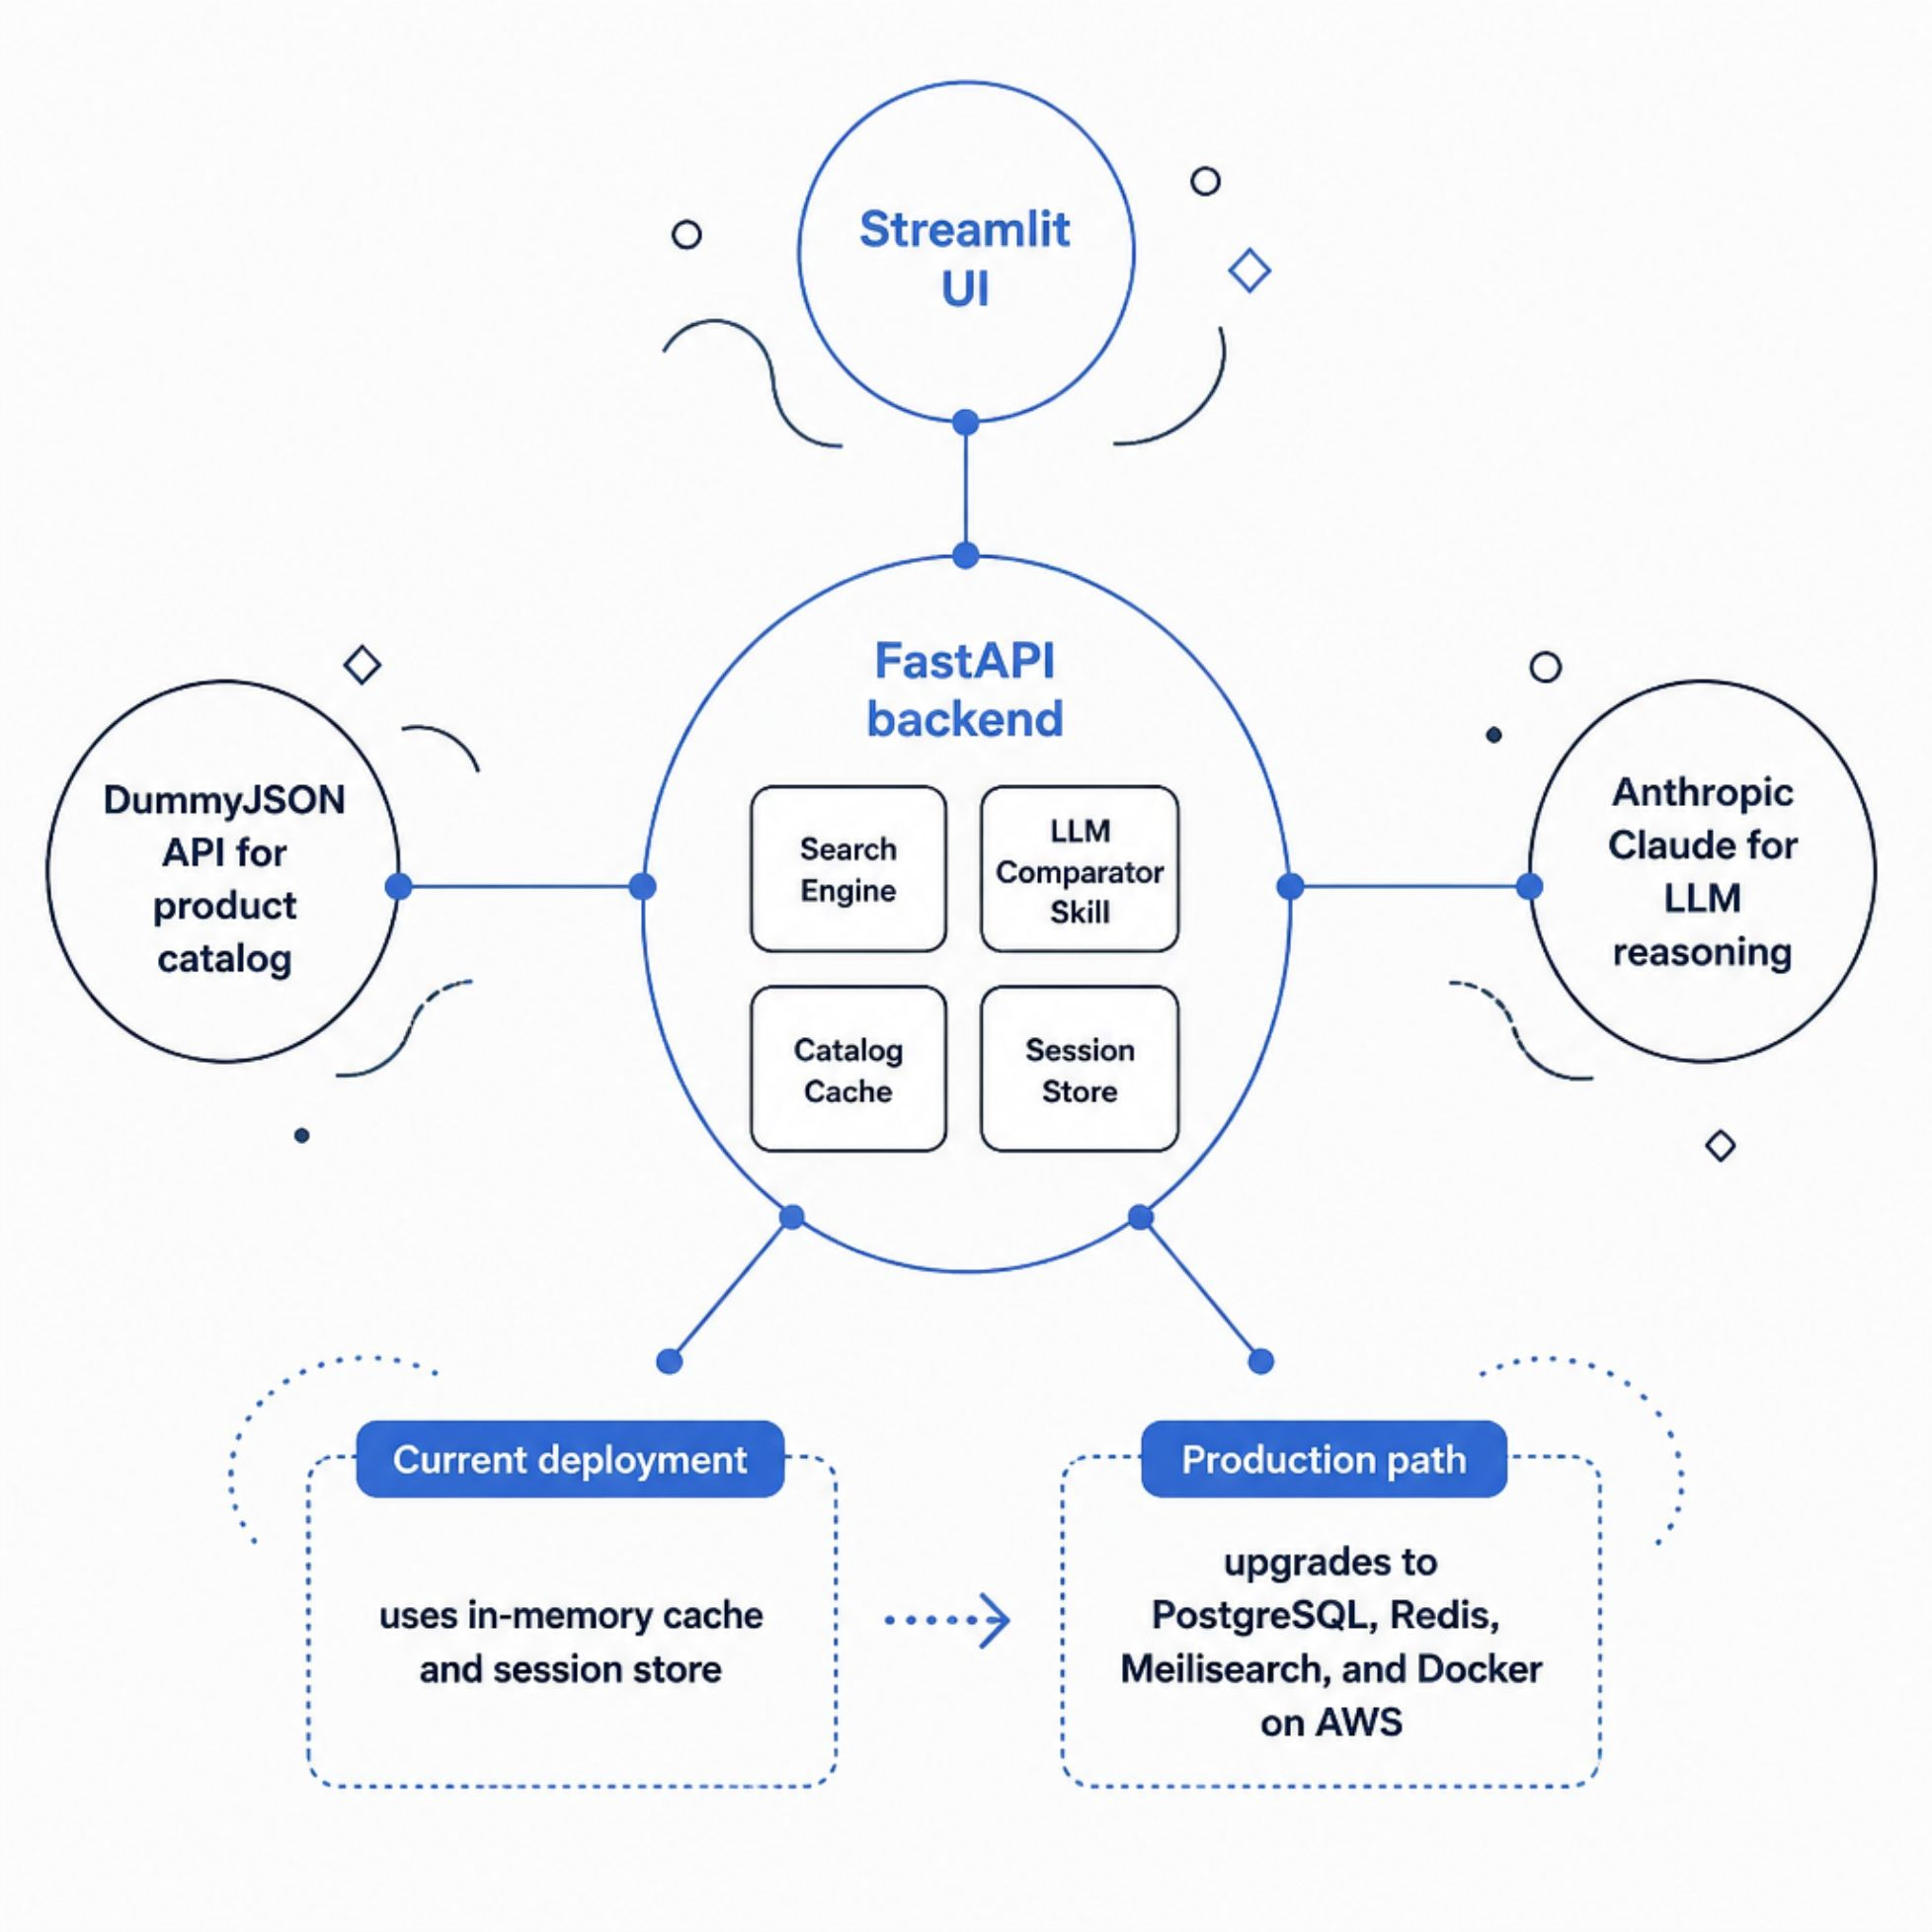 Streamlit
UI
FastAPI
backend
DummyJSON
API for
product
catalog
Search
Engine
LLM
Comparator
Skill
Catalog
Cache
Session
Store
Anthropic
Claude for
LLM
reasoning
Current deployment
uses in-memory cache
and session store
Production path
upgrades to
PostgreSQL, Redis,
Meilisearch, and Docker
on AWS